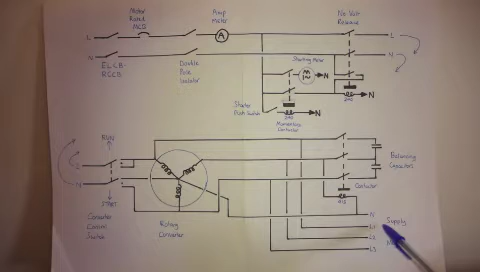 Motor
Rated
MCB
Amp
Meter
No-Volt
Release
L
A
L
N
N
ELCB
RCCB
Double
Pole
Isolator
Starting Motor
M
N
N
Starter
Push Switch
N
Momentary
Contactor
RUN
L
N
START
Converter
Control
Switch
Rotary
Converter
Balancing
Capacitors
Contactor
N
L1
L2
L3
Supply